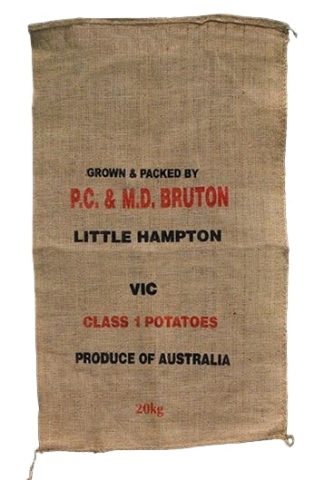 GROWN & PACKED BY
P.C. & M.D. BRUTON
LITTLE HAMPTON
VIC
CLASS 1 POTATOES
PRODUCE OF AUSTRALIA
20kg